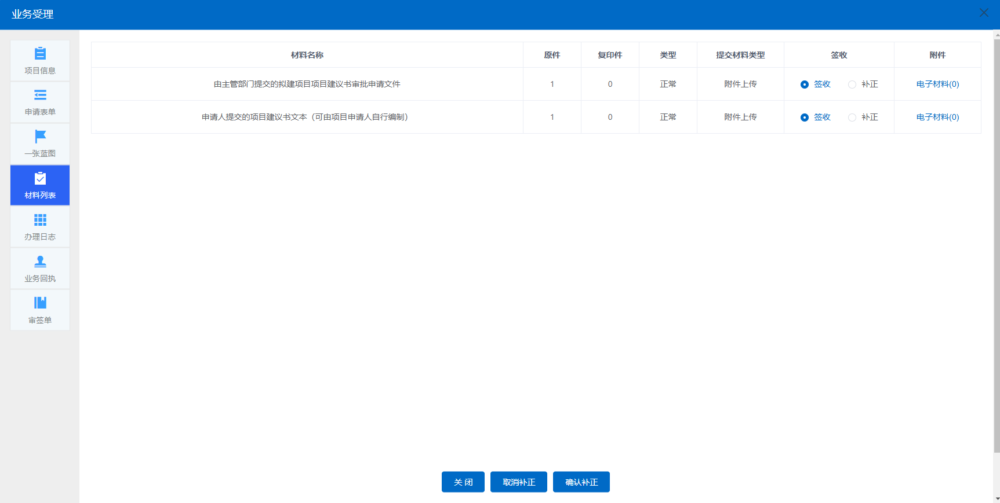 业务受理
项目信息
申请表单
一张蓝图
材料列表
办理日志
业务回执
审签单
材料名称 原件 复印件 类型 提交材料类型 签收 附件
由主管部门提交的拟建项目项目建议书审批申请文件 1 0 正常 附件上传 签收 补正 电子材料(0)
申请人提交的项目建议书文本（可由项目申请人自行编制） 1 0 正常 附件上传 签收 补正 电子材料(0)
关 闭 取消补正 确认补正